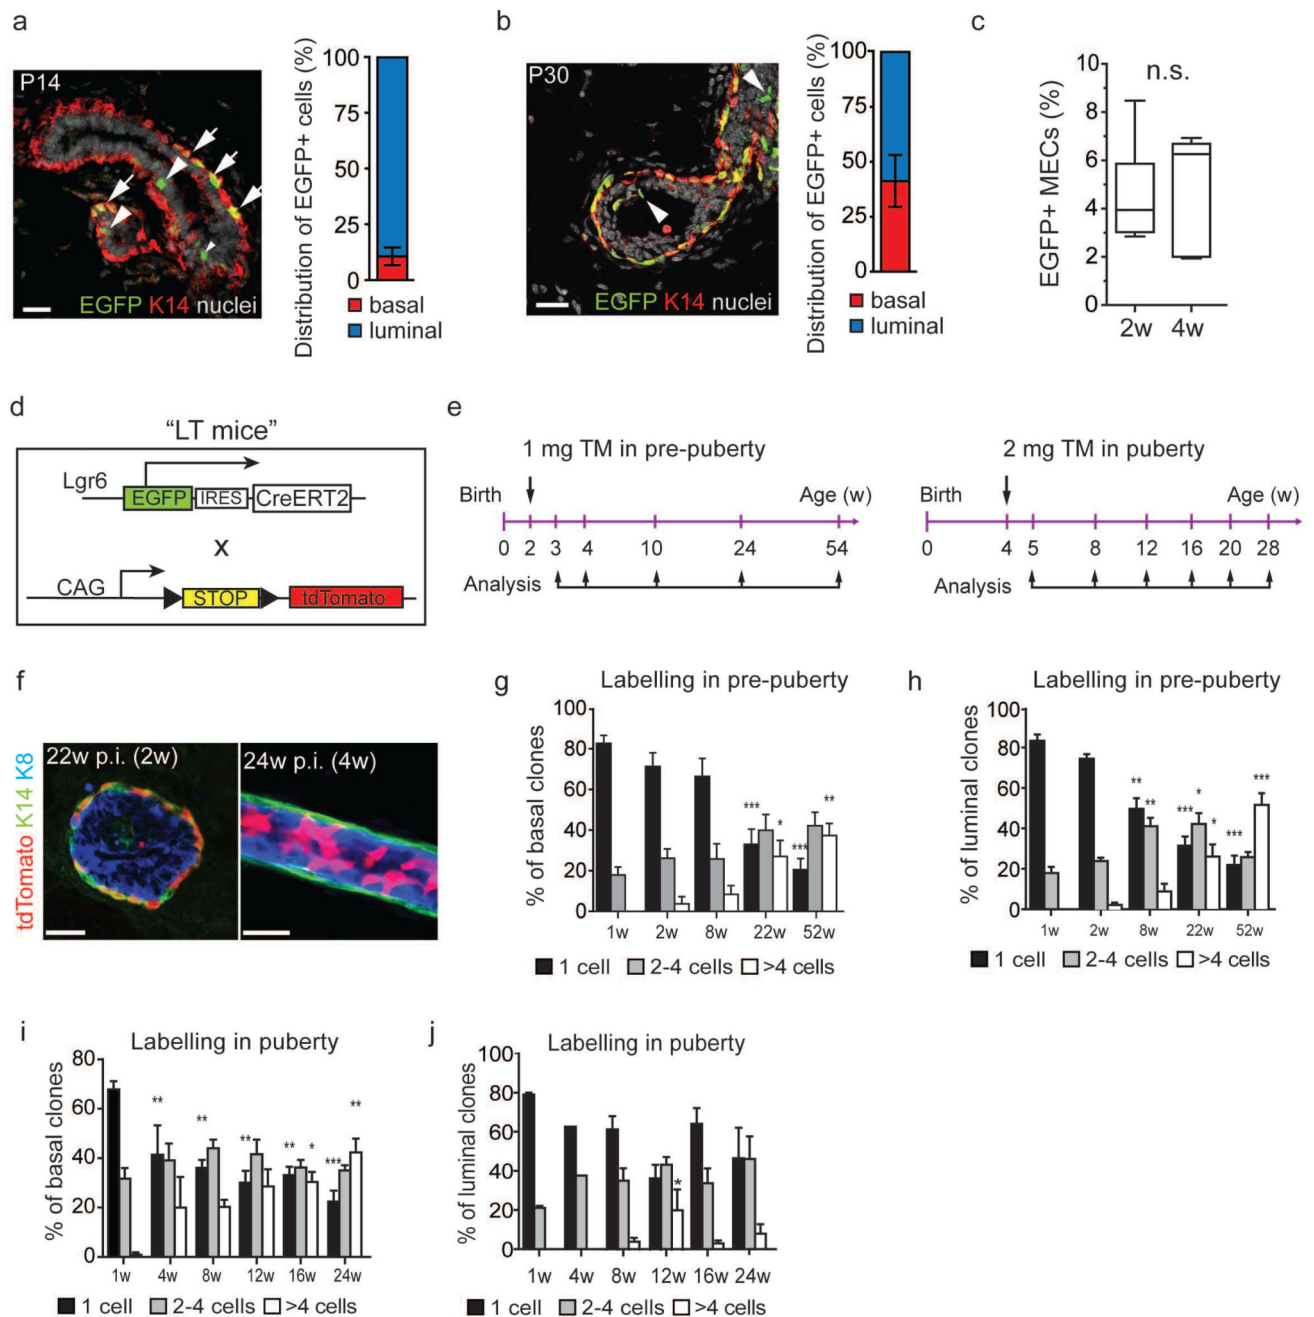 a
P14
EGFP K14 nuclei
Distribution of EGFP+ cells (%)
100
75
50
25
0
basal
luminal
b
P30
EGFP K14 nuclei
Distribution of EGFP+ cells (%)
100
75
50
25
0
basal
luminal
c
n.s.
EGFP+ MECs (%)
10
8
6
4
2
0
2w 4w
d
“LT mice”
Lgr6
EGFP IRES CreERT2
x
CAG
STOP tdTomato
e
1 mg TM in pre-puberty
Birth Age (w)
0 2 3 4 10 24 54
Analysis
2 mg TM in puberty
Birth Age (w)
0 4 5 8 12 16 20 28
Analysis
f
tdTomato K14 K8
22w p.i. (2w)
24w p.i. (4w)
g
Labelling in pre-puberty
% of basal clones
100
80
60
40
20
0
*** * *** **
1w 2w 8w 22w 52w
1 cell 2-4 cells >4 cells
h
Labelling in pre-puberty
% of luminal clones
100
80
60
40
20
0
** ** *** * * *** ***
1w 2w 8w 22w 52w
1 cell 2-4 cells >4 cells
i
Labelling in puberty
% of basal clones
80
60
40
20
0
** ** ** ** * *** **
1w 4w 8w 12w 16w 24w
1 cell 2-4 cells >4 cells
j
Labelling in puberty
% of luminal clones
100
80
60
40
20
0
*
1w 4w 8w 12w 16w 24w
1 cell 2-4 cells >4 cells